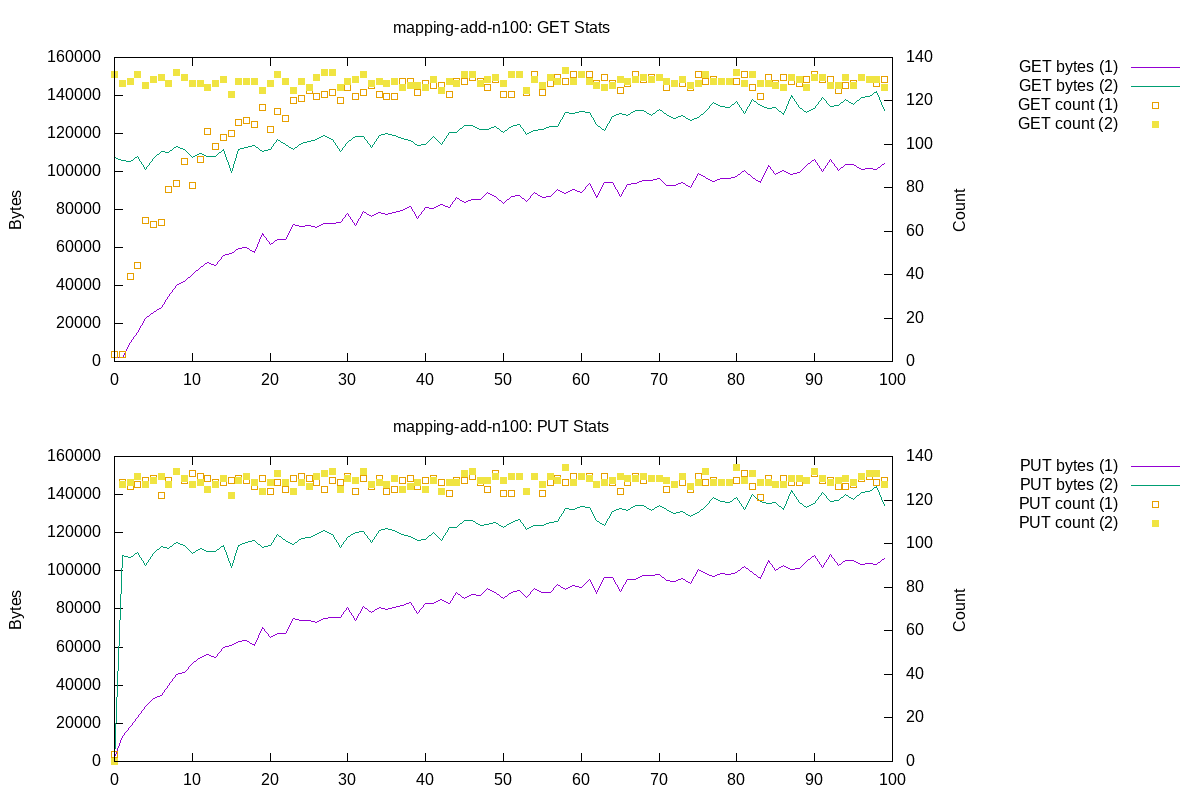 mapping-add-n100: GET Stats
160000
140000
120000
100000
80000
60000
40000
20000
0
Bytes
0 10 20 30 40 50 60 70 80 90 100
140
120
100
80
60
40
20
0
Count
GET bytes (1)
GET bytes (2)
GET count (1)
GET count (2)
mapping-add-n100: PUT Stats
160000
140000
120000
100000
80000
60000
40000
20000
0
Bytes
0 10 20 30 40 50 60 70 80 90 100
140
120
100
80
60
40
20
0
Count
PUT bytes (1)
PUT bytes (2)
PUT count (1)
PUT count (2)